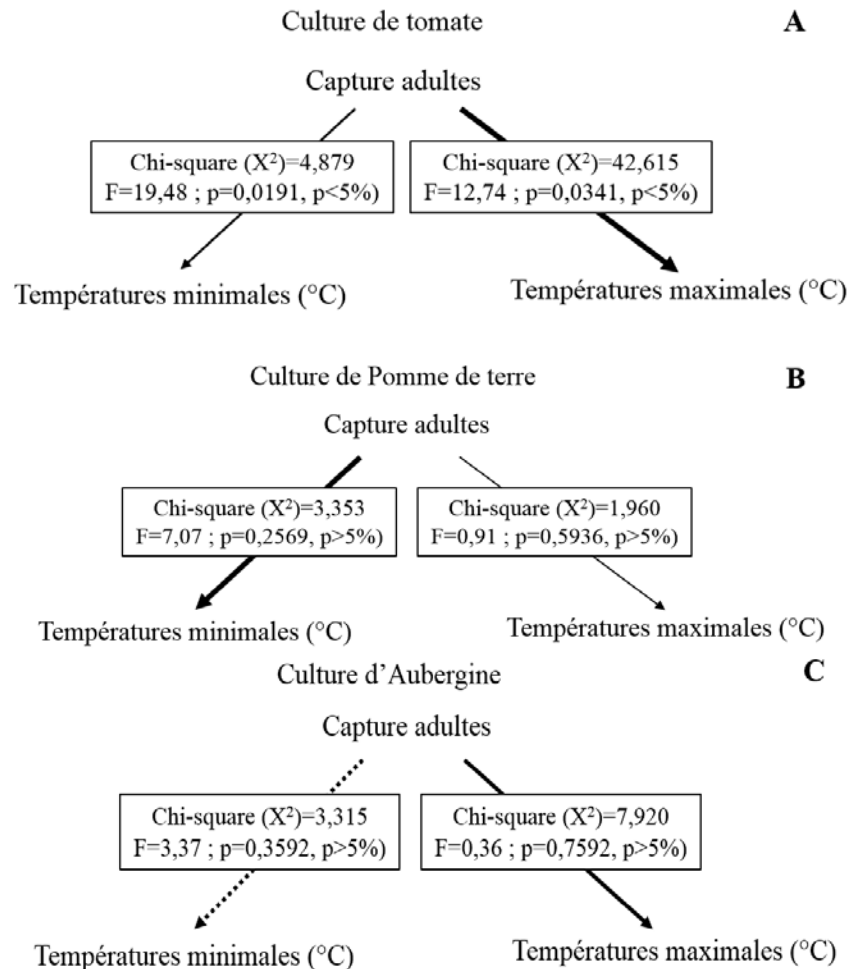 Culture de tomate
A
Capture adultes
Chi-square (X²)=4,879
F=19,48 ; p=0,0191, p<5%)
Chi-square (X²)=42,615
F=12,74 ; p=0,0341, p<5%)
Températures minimales (°C)
Températures maximales (°C)
Culture de Pomme de terre
B
Capture adultes
Chi-square (X²)=3,353
F=7,07 ; p=0,2569, p>5%)
Chi-square (X²)=1,960
F=0,91 ; p=0,5936, p>5%)
Températures minimales (°C)
Températures maximales (°C)
Culture d’Aubergine
C
Capture adultes
Chi-square (X²)=3,315
F=3,37 ; p=0,3592, p>5%)
Chi-square (X²)=7,920
F=0,36 ; p=0,7592, p>5%)
Températures minimales (°C)
Températures maximales (°C)